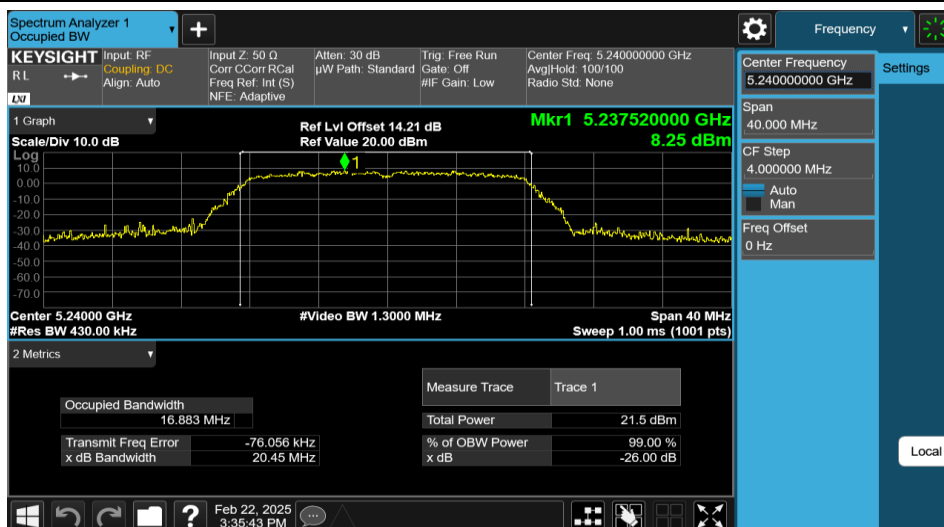 Spectrum Analyzer 1
Occupied BW
+
Frequency
KEYSIGHT
R L
LXI
Input: RF
Coupling: DC
Align: Auto
Input Z: 50 Ω
Corr CCorr RCal
Freq Ref: Int (S)
NFE: Adaptive
Atten: 30 dB
µW Path: Standard
Trig: Free Run
Gate: Off
#IF Gain: Low
Center Freq: 5.240000000 GHz
Avg|Hold: 100/100
Radio Std: None
Center Frequency
5.240000000 GHz
Settings
Span
40.000 MHz
CF Step
4.000000 MHz
Auto
Man
Freq Offset
0 Hz
Local
1 Graph
Scale/Div 10.0 dB
Ref Lvl Offset 14.21 dB
Ref Value 20.00 dBm
Mkr1 5.237520000 GHz
8.25 dBm
Log
1
10.0
0.00
-10.0
-20.0
-30.0
-40.0
-50.0
-60.0
-70.0
Center 5.24000 GHz
#Res BW 430.00 kHz
#Video BW 1.3000 MHz
Span 40 MHz
Sweep 1.00 ms (1001 pts)
2 Metrics
Measure Trace Trace 1
Occupied Bandwidth
16.883 MHz
Total Power 21.5 dBm
Transmit Freq Error -76.056 kHz
% of OBW Power 99.00 %
x dB Bandwidth 20.45 MHz
x dB -26.00 dB
?
Feb 22, 2025
3:35:43 PM